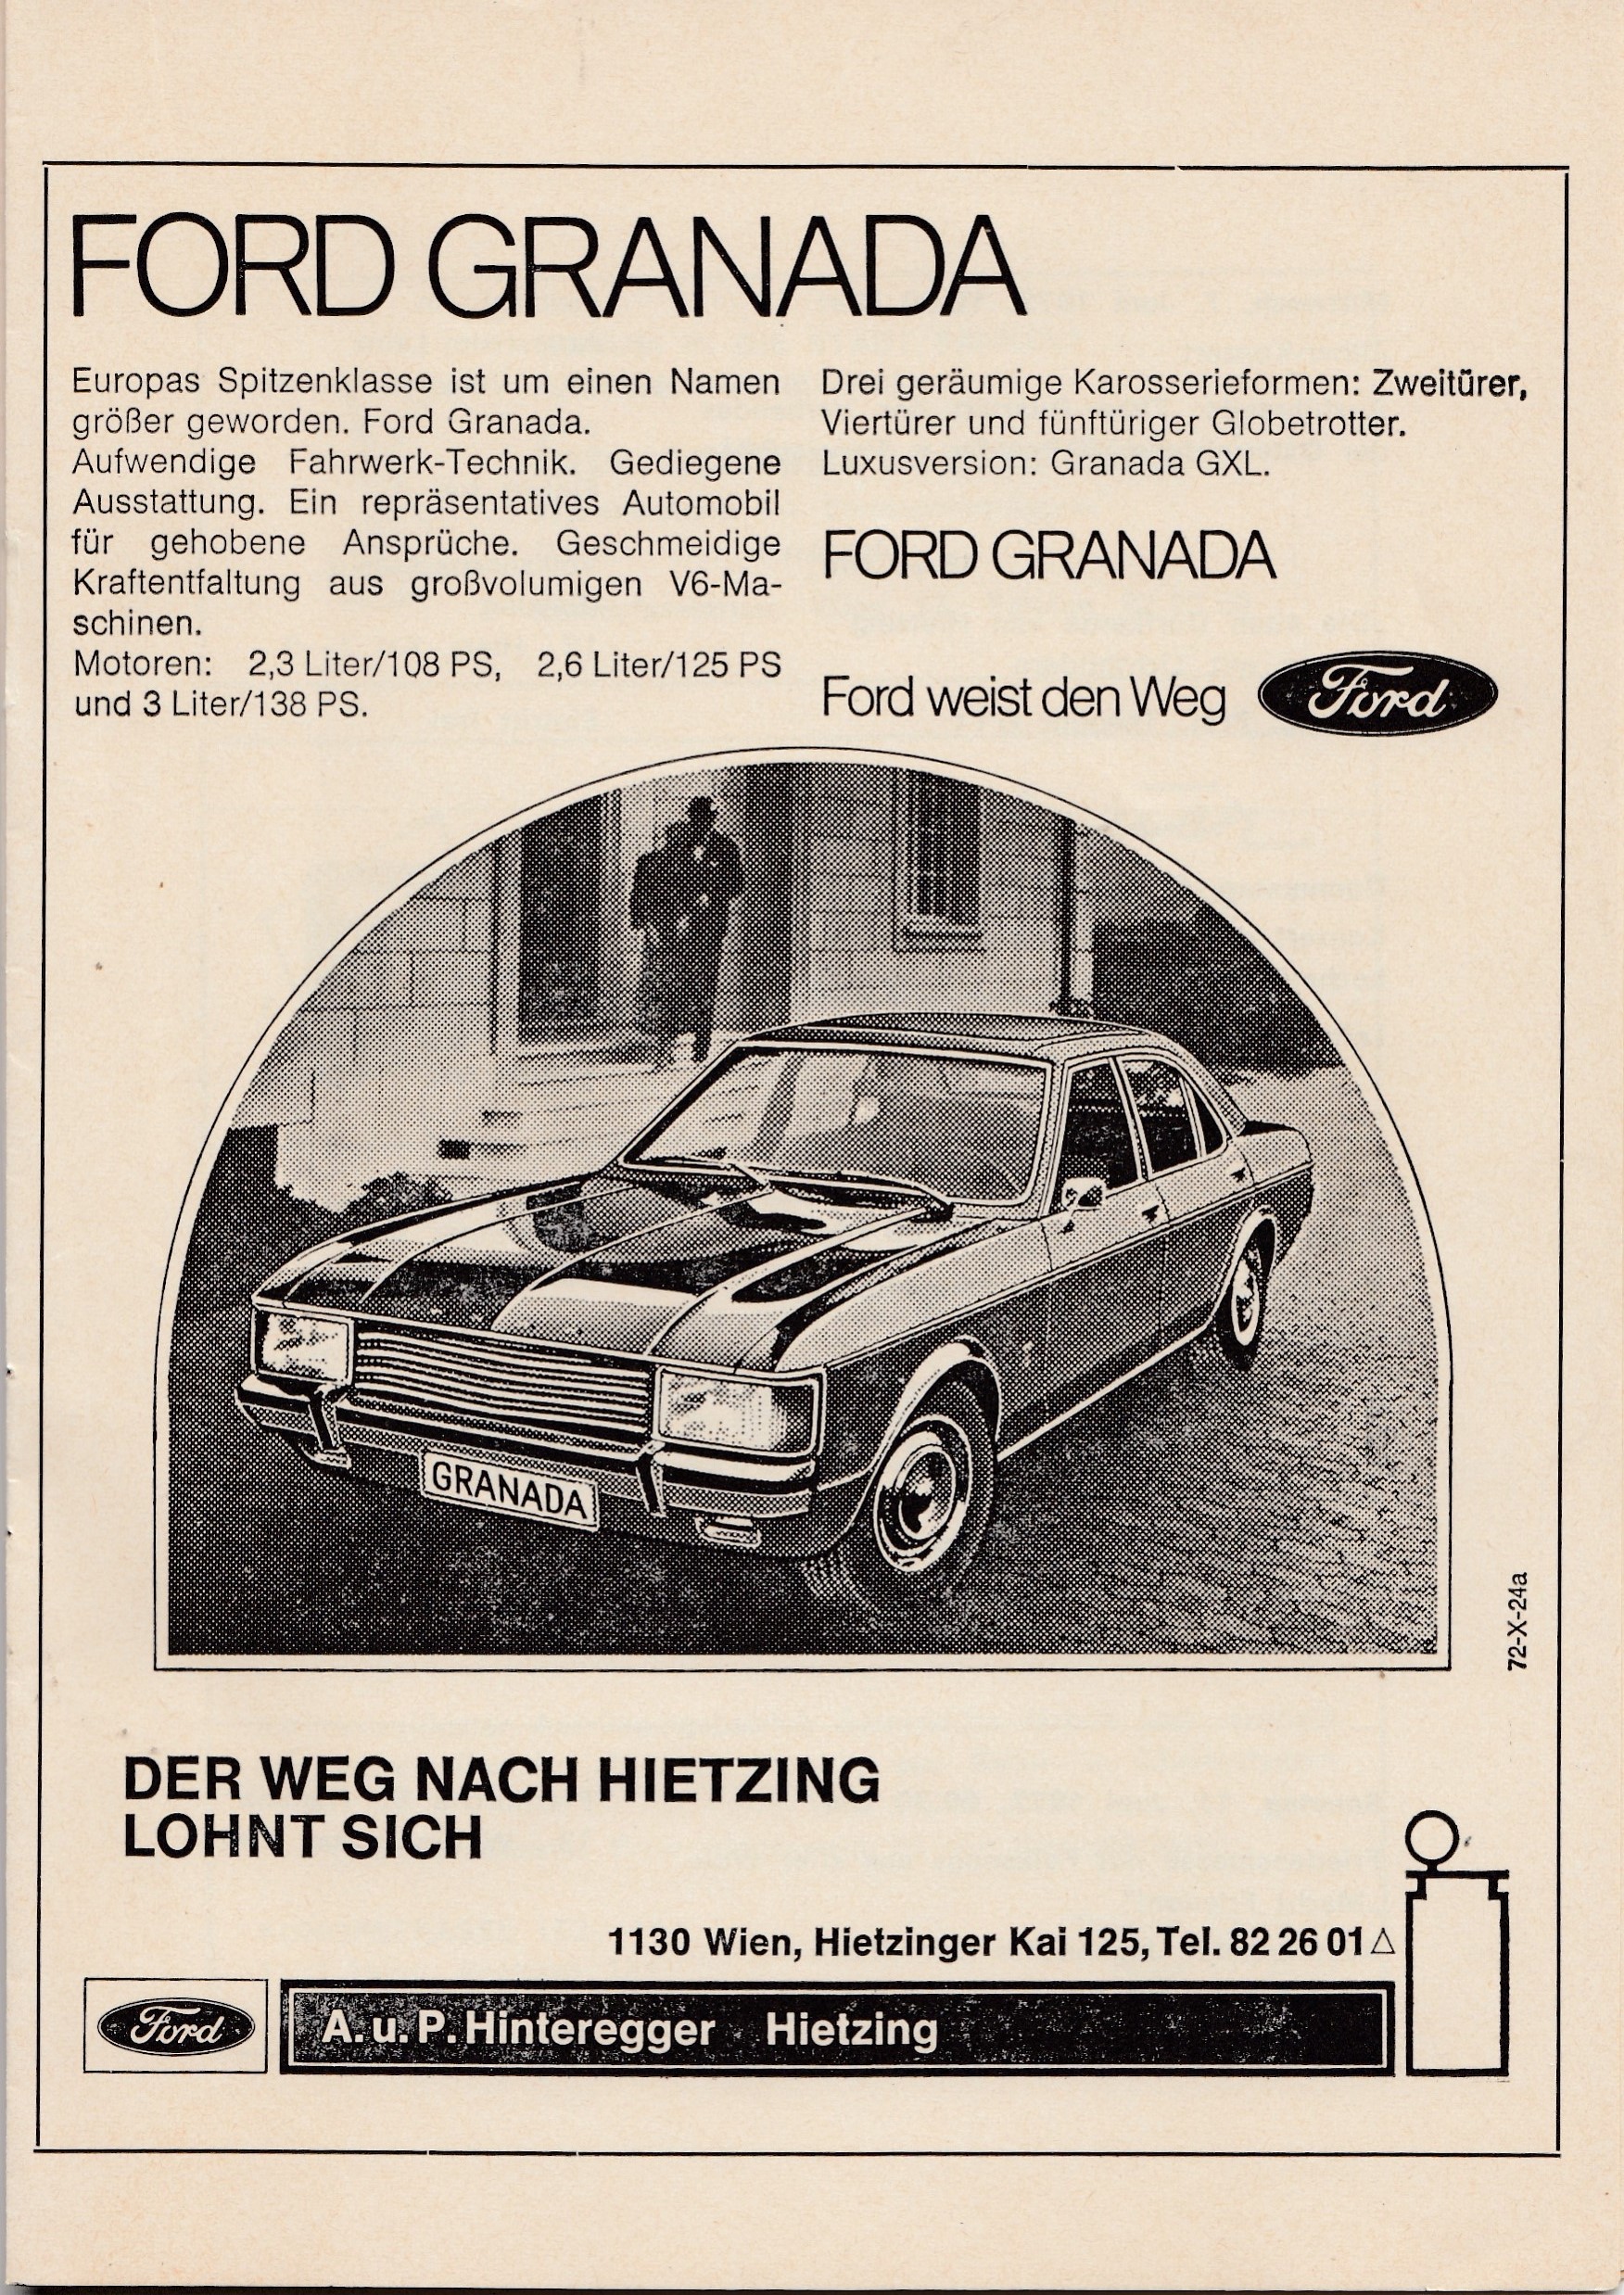 FORD GRANADA
Europas Spitzenklasse ist um einen Namen
größer geworden. Ford Granada.
Aufwendige Fahrwerk-Technik. Gediegene
Ausstattung. Ein repräsentatives Automobil
für gehobene Ansprüche. Geschmeidige
Kraftentfaltung aus großvolumigen V6-Ma-
schinen.
Motoren: 2,3 Liter/108 PS, 2,6 Liter/125 PS
und 3 Liter/138 PS.
Drei geräumige Karosserieformen: Zweitürer,
Viertürer und fünftüriger Globetrotter.
Luxusversion: Granada GXL.
FORD GRANADA
Ford weist den Weg
Ford
GRANADA
72-X-24a
DER WEG NACH HIETZING
LOHNT SICH
1130 Wien, Hietzinger Kai 125, Tel. 82 26 01 △
Ford
A. u. P. Hinteregger Hietzing